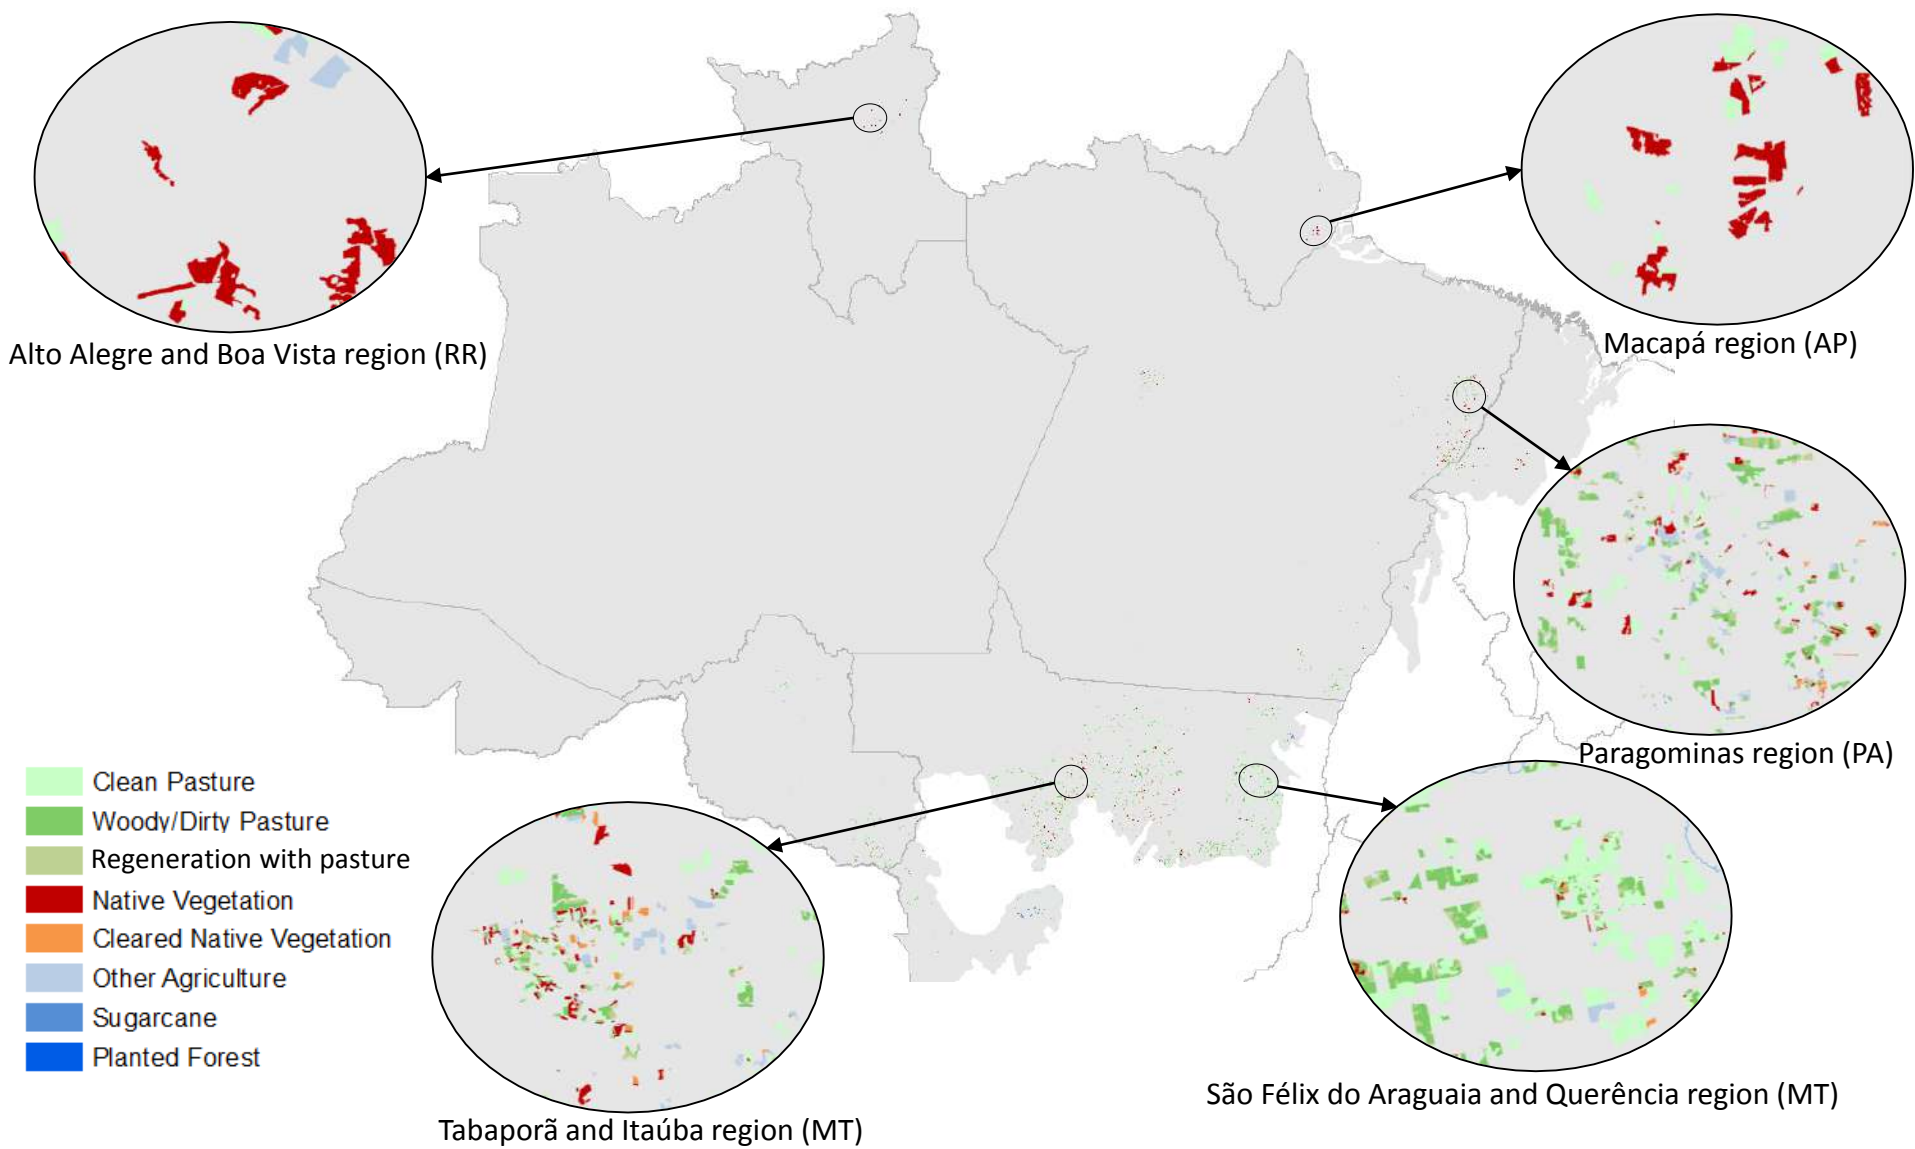 Alto Alegre and Boa Vista region (RR)
Macapá region (AP)
Paragominas region (PA)
Clean Pasture
Woody/Dirty Pasture
Regeneration with pasture
Native Vegetation
Cleared Native Vegetation
Other Agriculture
Sugarcane
Planted Forest
São Félix do Araguaia and Querência region (MT)
Tabaporã and Itaúba region (MT)